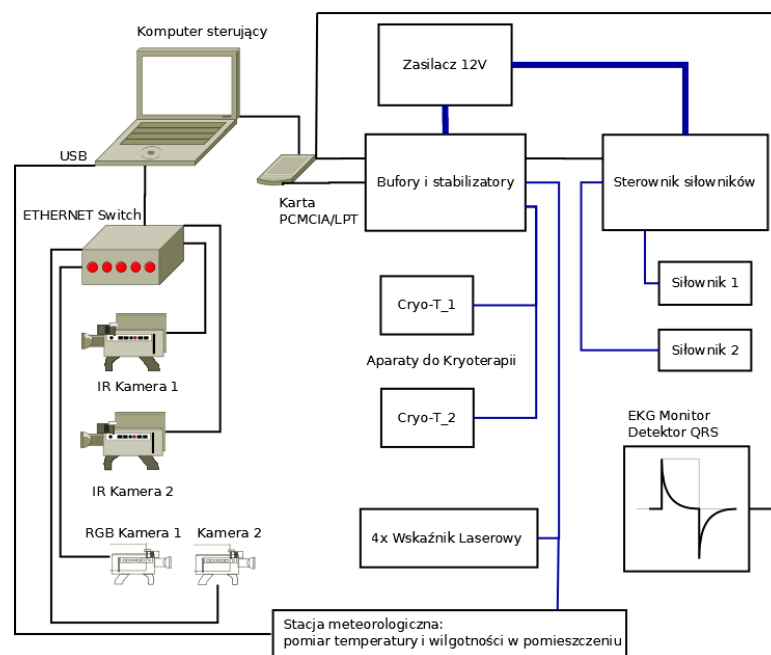 Komputer sterujący
Zasilacz 12V
USB
Bufory i stabilizatory
Sterownik siłowników
Karta
PCMCIA/LPT
ETHERNET Switch
Siłownik 1
Cryo-T_1
Siłownik 2
Aparaty do Kryoterapii
IR Kamera 1
Cryo-T_2
EKG Monitor
Detektor QRS
IR Kamera 2
RGB Kamera 1
Kamera 2
4x Wskaźnik Laserowy
Stacja meteorologiczna:
pomiar temperatury i wilgotności w pomieszczeniu